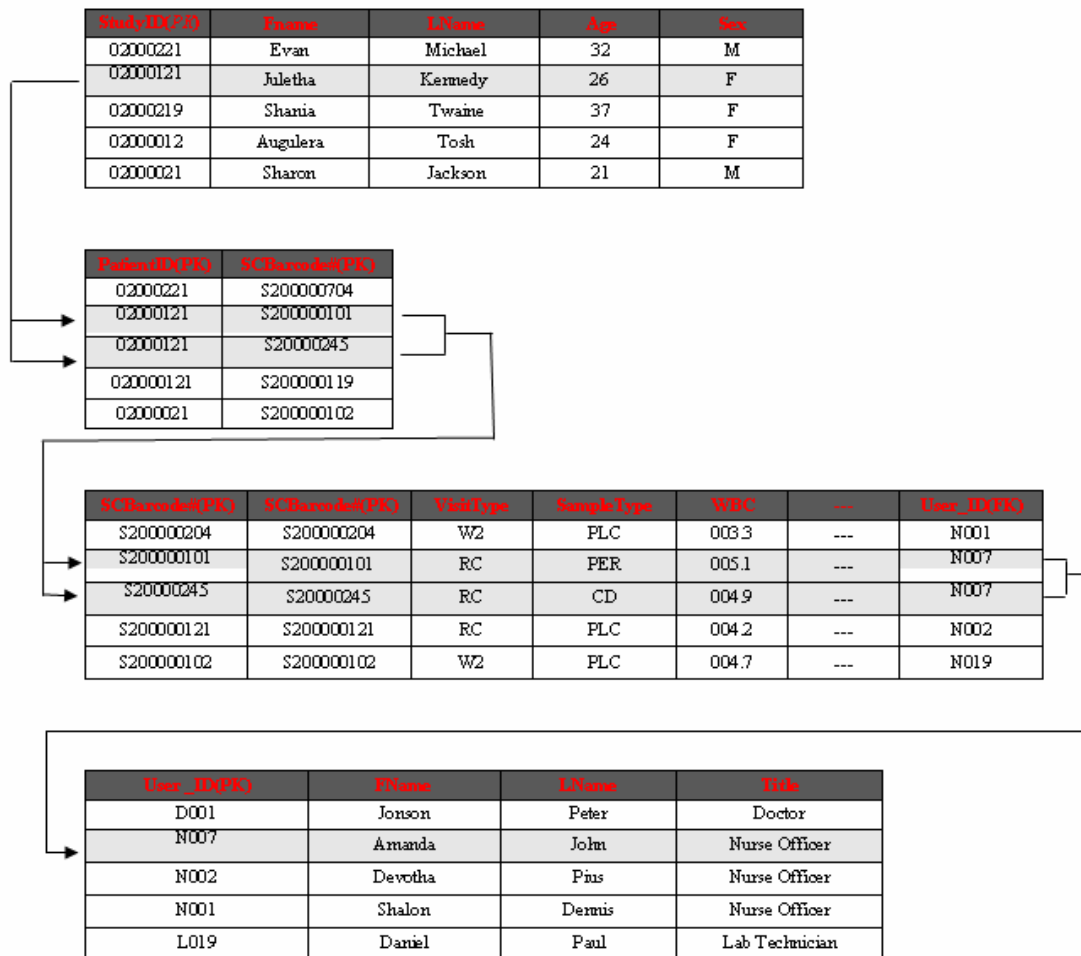 StudyID(PK) Fname LName Age Sex
02000221 Evan Michael 32 M
02000121 Juletha Kennedy 26 F
02000219 Shania Twaine 37 F
02000012 Augulera Tosh 24 F
02000021 Sharon Jackson 21 M
PatientID(PK) SCBarcode#(PK)
02000221 S200000704
02000121 S200000101
02000121 S20000245
020000121 S200000119
02000021 S200000102
SCBarcode#(PK) SCBarcode#(PK) VisitType SampleType WBC --- User_ID(FK)
S200000204 S200000204 W2 PLC 003.3 --- N001
S200000101 S200000101 RC PER 005.1 --- N007
S20000245 S20000245 RC CD 004.9 --- N007
S200000121 S200000121 RC PLC 004.2 --- N002
S200000102 S200000102 W2 PLC 004.7 --- N019
User_ID(PK) FName LName Title
D001 Jonson Peter Doctor
N007 Amanda John Nurse Officer
N002 Devotha Pius Nurse Officer
N001 Shalon Dennis Nurse Officer
L019 Daniel Paul Lab Technician